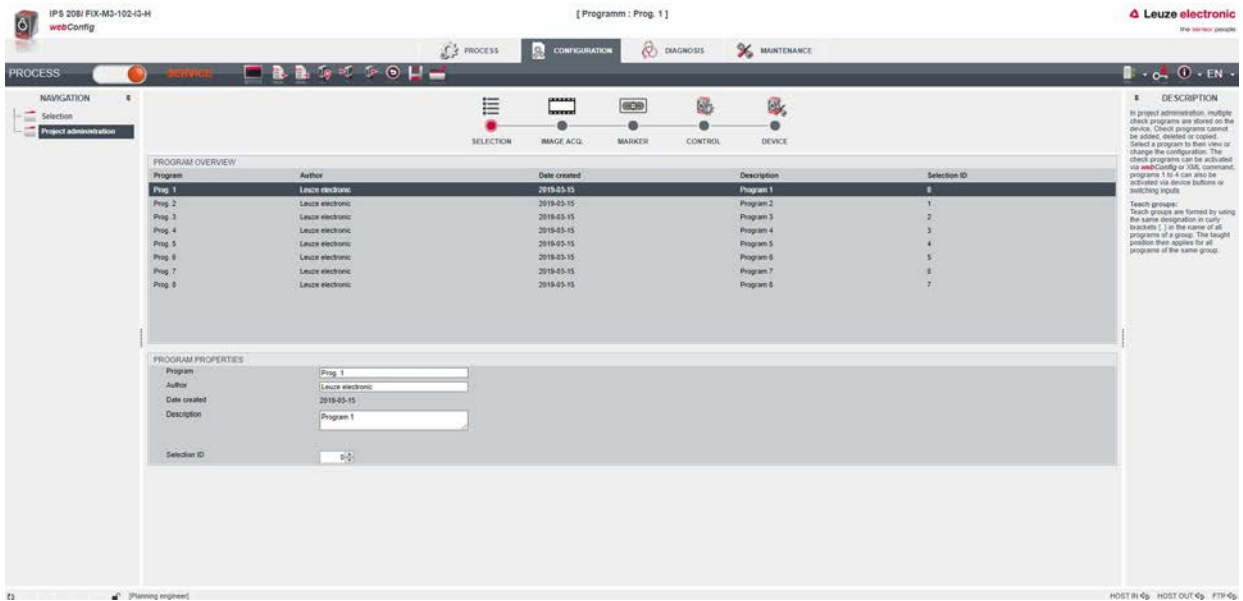 IPS 208i FIX-M3-102-I3-H
webConfig
[ Programm : Prog. 1 ]
Leuze electronic
the sensor people
PROCESS
CONFIGURATION
DIAGNOSIS
MAINTENANCE
PROCESS
SERVICE
EN
NAVIGATION
Selection
Project administration
SELECTION
IMAGE ACQ.
MARKER
CONTROL
DEVICE
PROGRAM OVERVIEW
Program Author Date created Description Selection ID
Prog. 1 Leuze electronic 2019-03-15 Program 1 0
Prog. 2 Leuze electronic 2019-03-15 Program 2 1
Prog. 3 Leuze electronic 2019-03-15 Program 3 2
Prog. 4 Leuze electronic 2019-03-15 Program 4 3
Prog. 5 Leuze electronic 2019-03-15 Program 5 4
Prog. 6 Leuze electronic 2019-03-15 Program 6 5
Prog. 7 Leuze electronic 2019-03-15 Program 7 6
Prog. 8 Leuze electronic 2019-03-15 Program 8 7
PROGRAM PROPERTIES
Program Prog. 1
Author Leuze electronic
Date created 2019-03-15
Description Program 1
Selection ID 0
DESCRIPTION
In project administration, multiple
check programs are stored on the
device. Check programs cannot
be added, deleted or copied.
Select a program to then view or
change the configuration. The
check programs can be activated
via webConfig or XML command,
programs 1 to 4 can also be
activated via device buttons or
switching inputs.
Teach groups:
Teach groups are formed by using
the same designation in curly
brackets {..} in the name of all
programs of a group. The taught
position then applies for all
programs of the same group.
[Planning engineer]
HOST IN HOST OUT FTP